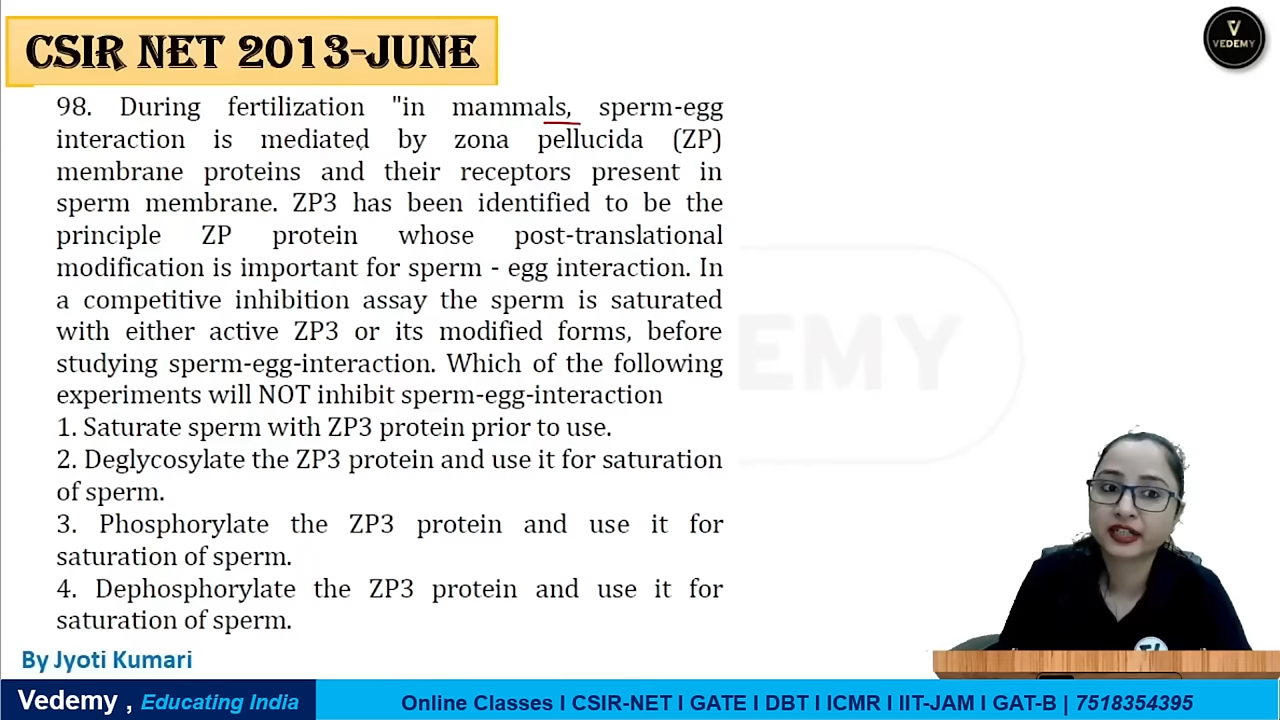 CSIR NET 2013-JUNE
VEDEMY
98. During fertilization "in mammals, sperm-egg
interaction is mediated by zona pellucida (ZP)
membrane proteins and their receptors present in
sperm membrane. ZP3 has been identified to be the
principle ZP protein whose post-translational
modification is important for sperm - egg interaction. In
a competitive inhibition assay the sperm is saturated
with either active ZP3 or its modified forms, before
studying sperm-egg-interaction. Which of the following
experiments will NOT inhibit sperm-egg-interaction
1. Saturate sperm with ZP3 protein prior to use.
2. Deglycosylate the ZP3 protein and use it for saturation
of sperm.
3. Phosphorylate the ZP3 protein and use it for
saturation of sperm.
4. Dephosphorylate the ZP3 protein and use it for
saturation of sperm.
EMY
By Jyoti Kumari
Vedemy , Educating India
Online Classes I CSIR-NET I GATE I DBT I ICMR I IIT-JAM I GAT-B | 7518354395